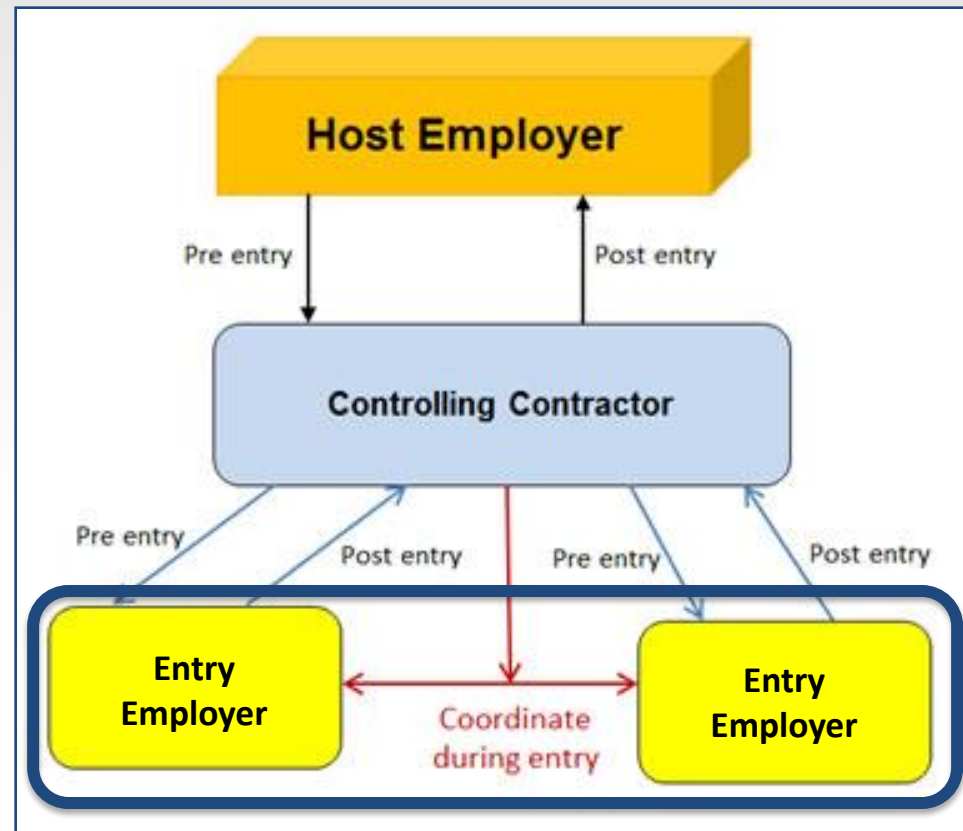 Host Employer
Pre entry
Post entry
Controlling Contractor
Pre entry
Post entry
Pre entry
Post entry
Entry
Employer
Coordinate
during entry
Entry
Employer